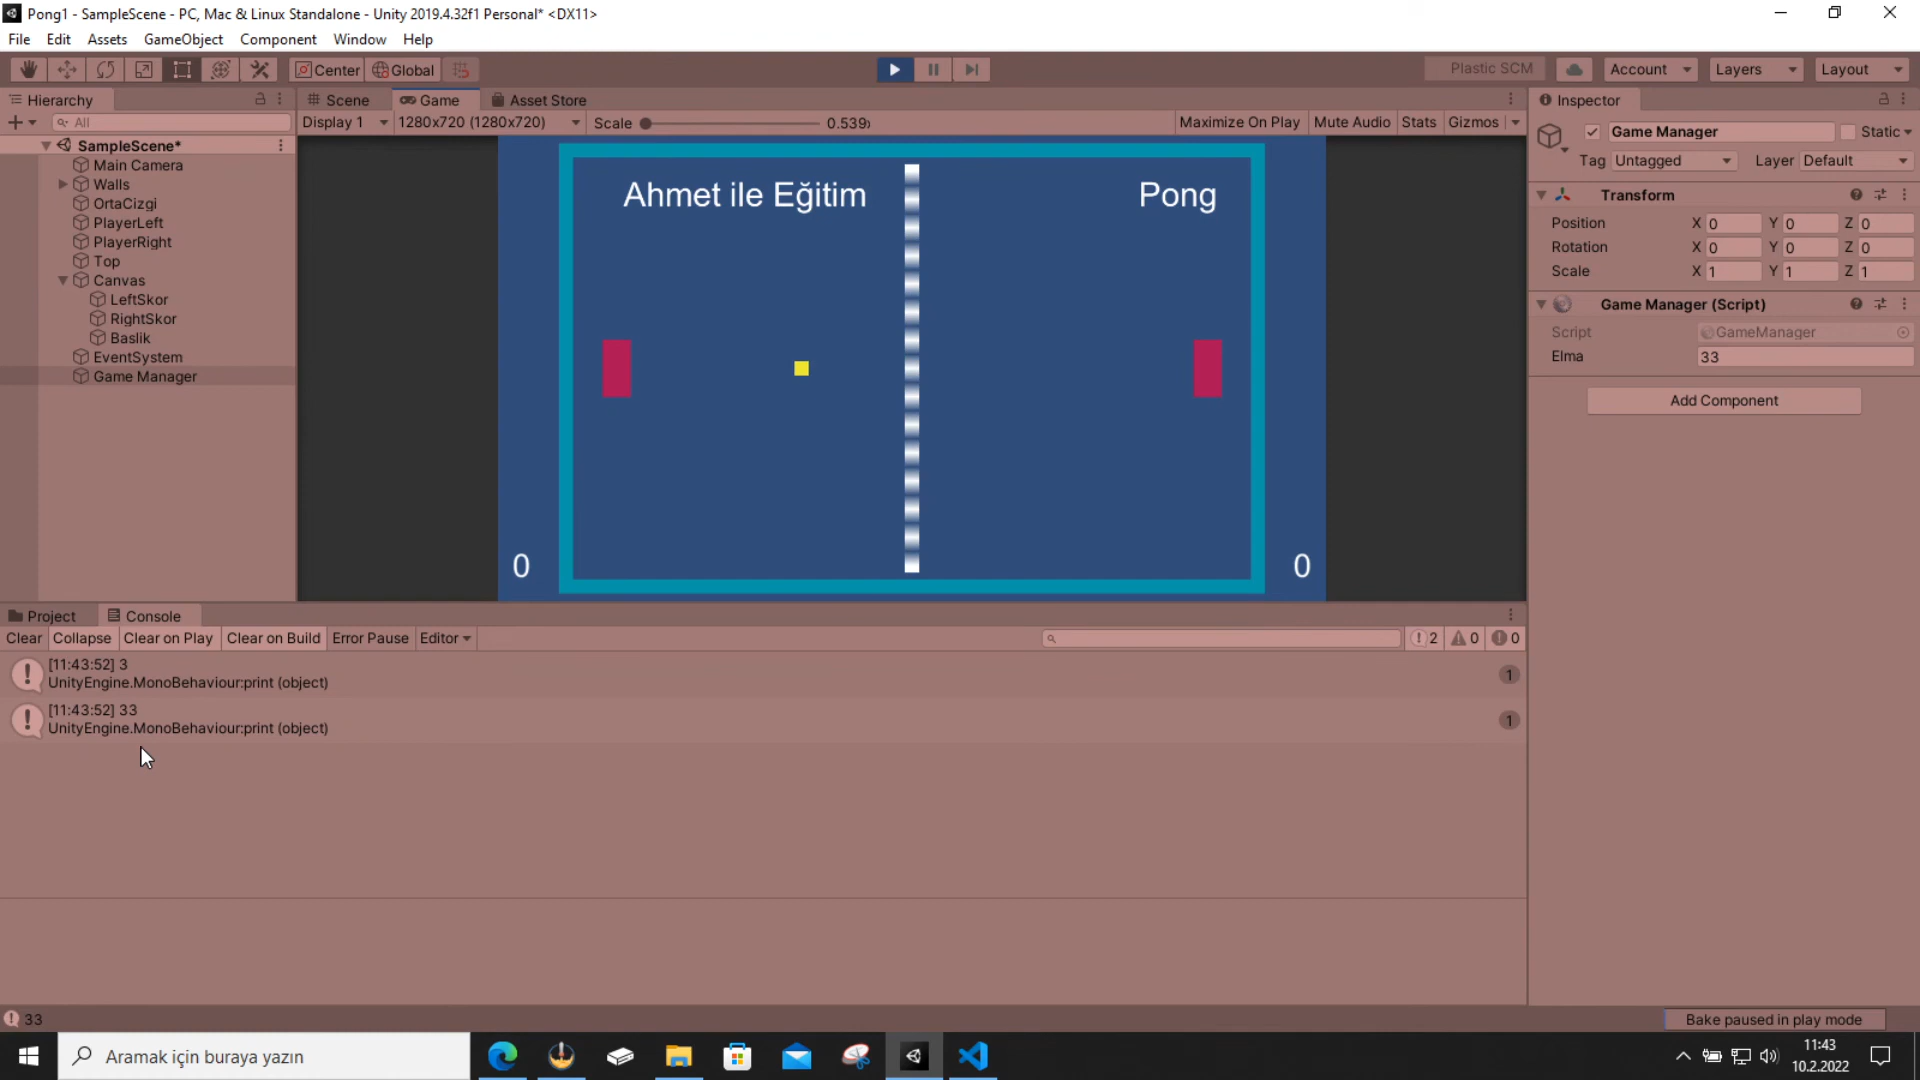 Pong1 - SampleScene - PC, Mac & Linux Standalone - Unity 2019.4.32f1 Personal* <DX11>
File Edit Assets GameObject Component Window Help
Center Global Plastic SCM Account Layers Layout
Hierarchy Scene Game Asset Store Inspector
All Display 1 1280x720 (1280x720) Scale 0.539x Maximize On Play Mute Audio Stats Gizmos
SampleScene*
Main Camera
Walls
OrtaCizgi
PlayerLeft
PlayerRight
Top
Canvas
LeftSkor
RightSkor
Baslik
EventSystem
Game Manager
Ahmet ile Eğitim Pong
0 0
Game Manager Static
Tag Untagged Layer Default
Transform
Position X 0 Y 0 Z 0
Rotation X 0 Y 0 Z 0
Scale X 1 Y 1 Z 1
Game Manager (Script)
Script GameManager
Elma 33
Add Component
Project Console
Clear Collapse Clear on Play Clear on Build Error Pause Editor 2 0 0
[11:43:52] 3
UnityEngine.MonoBehaviour:print (object) 1
[11:43:52] 33
UnityEngine.MonoBehaviour:print (object) 1
33 Bake paused in play mode
Aramak için buraya yazın 11:43
10.2.2022